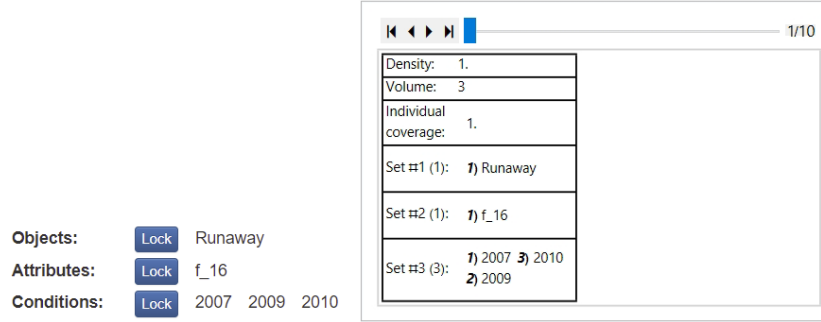 Objects: Lock Runaway
Attributes: Lock f_16
Conditions: Lock 2007 2009 2010
1/10
Density: 1.
Volume: 3
Individual
coverage: 1.
Set #1 (1): 1) Runaway
Set #2 (1): 1) f_16
Set #3 (3): 1) 2007 3) 2010
2) 2009